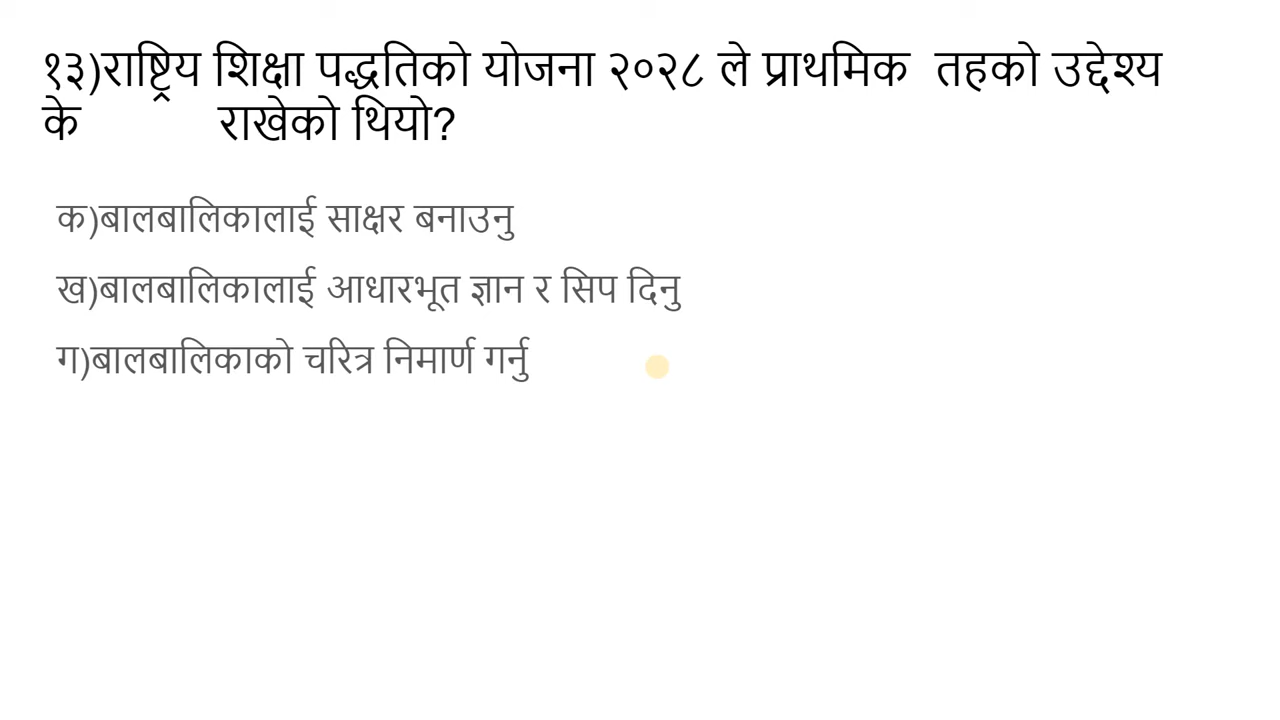 १३)राष्ट्रिय शिक्षा पद्धतिको योजना २०२८ ले प्राथमिक तहको उद्देश्य
के राखेको थियो?
क)बालबालिकालाई साक्षर बनाउनु
ख)बालबालिकालाई आधारभूत ज्ञान र सिप दिनु
ग)बालबालिकाको चरित्र निमार्ण गर्नु